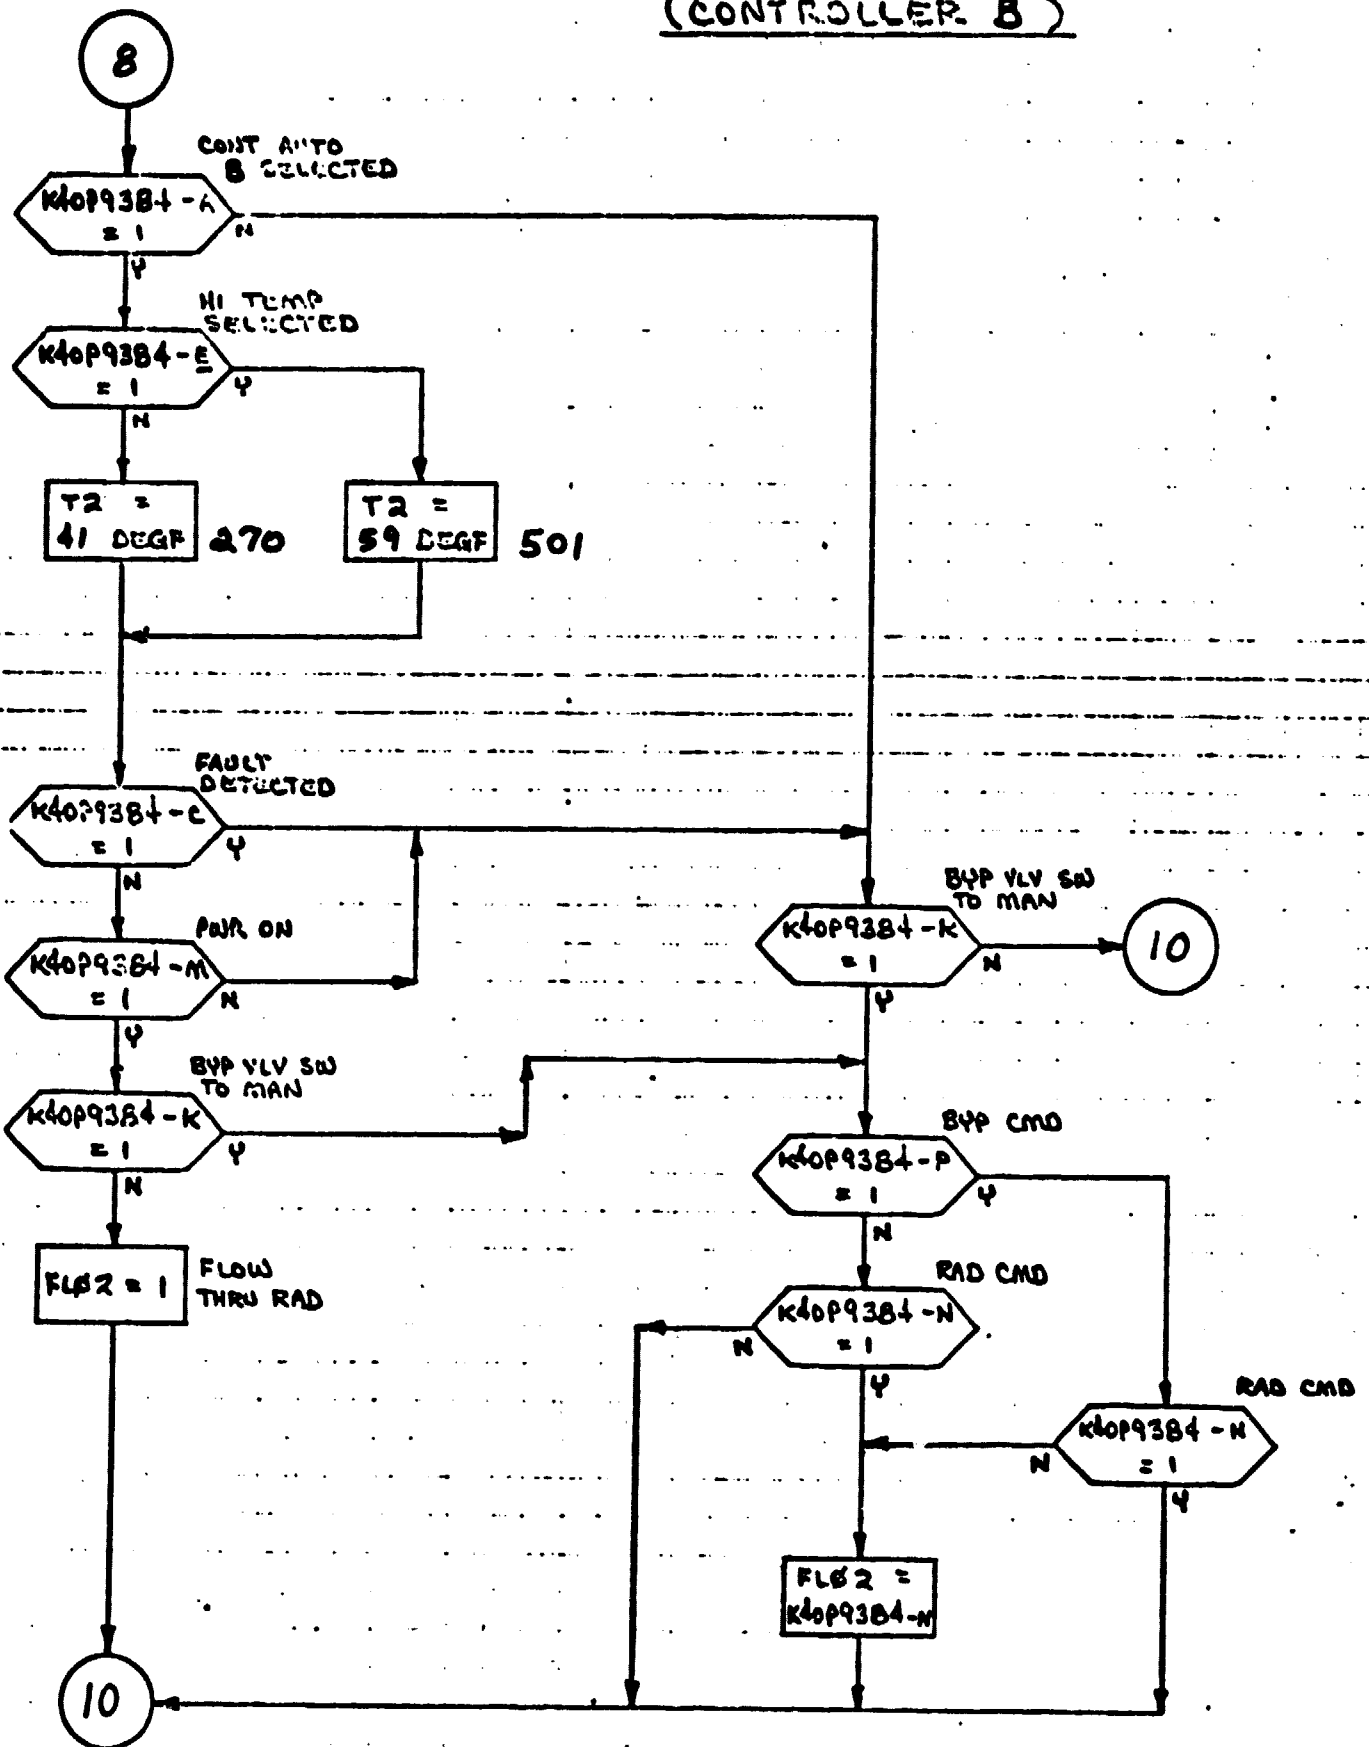 (CONTROLLER B)
8
CONT AUTO
B SELECTED
K40P9384-A
= 1
N
Y
HI TEMP
SELECTED
K40P9384-E
= 1
Y
N
T2 =
41 DEGF
270
T2 =
59 DEGF
501
FAULT
DETECTED
K40P9384-C
= 1
Y
N
PWR ON
K40P9384-M
= 1
N
Y
BYP VLV SW
TO MAN
K40P9384-K
= 1
Y
N
FLØ2 = 1
FLOW
THRU RAD
10
BYP VLV SW
TO MAN
K40P9384-K
= 1
N
10
Y
BYP CMD
K40P9384-P
= 1
Y
N
RAD CMD
K40P9384-N
= 1
N
Y
RAD CMD
K40P9384-N
= 1
N
Y
FLØ2 =
K40P9384-N